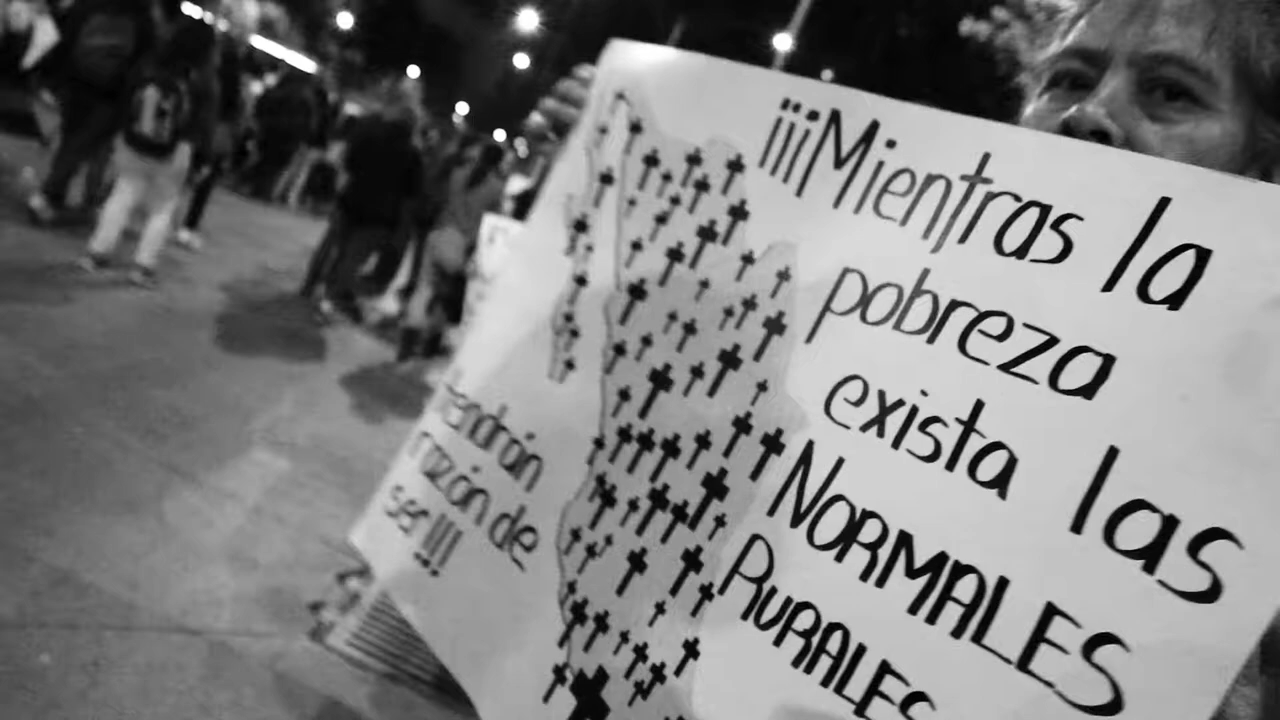 ¡¡¡Mientras la
pobreza
exista las
NORMALES
RURALES
tendrán
razón de
ser!!!